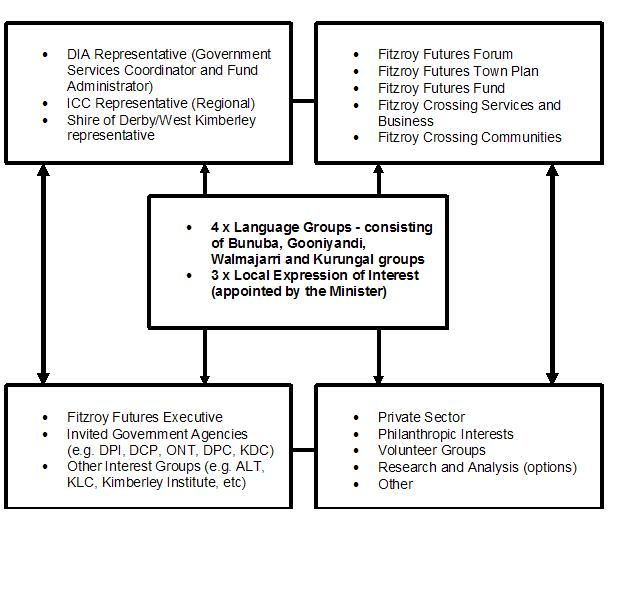 • DIA Representative (Government
Services Coordinator and Fund
Administrator)
• ICC Representative (Regional)
• Shire of Derby/West Kimberley
representative
• Fitzroy Futures Forum
• Fitzroy Futures Town Plan
• Fitzroy Futures Fund
• Fitzroy Crossing Services and
Business
• Fitzroy Crossing Communities
• 4 x Language Groups - consisting
of Bunuba, Gooniyandi,
Walmajarri and Kurungal groups
• 3 x Local Expression of Interest
(appointed by the Minister)
• Fitzroy Futures Executive
• Invited Government Agencies
(e.g. DPI, DCP, ONT, DPC, KDC)
• Other Interest Groups (e.g. ALT,
KLC, Kimberley Institute, etc)
• Private Sector
• Philanthropic Interests
• Volunteer Groups
• Research and Analysis (options)
• Other